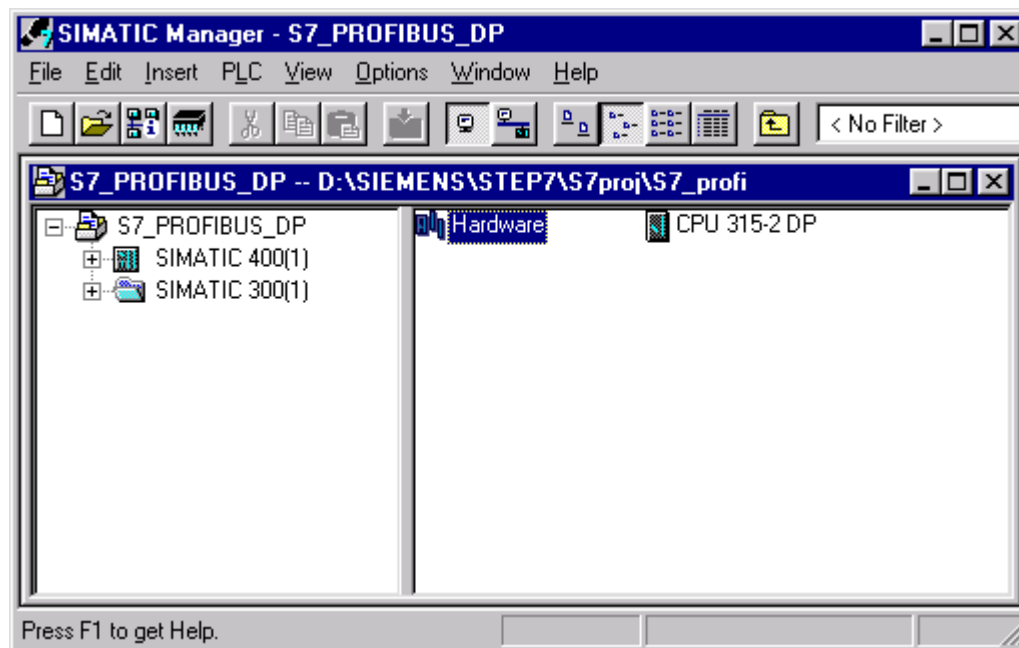 SIMATIC Manager - S7_PROFIBUS_DP
File Edit Insert PLC View Options Window Help
< No Filter >
S7_PROFIBUS_DP -- D:\SIEMENS\STEP7\S7proj\S7_profi
S7_PROFIBUS_DP
SIMATIC 400(1)
SIMATIC 300(1)
Hardware CPU 315-2 DP
Press F1 to get Help.